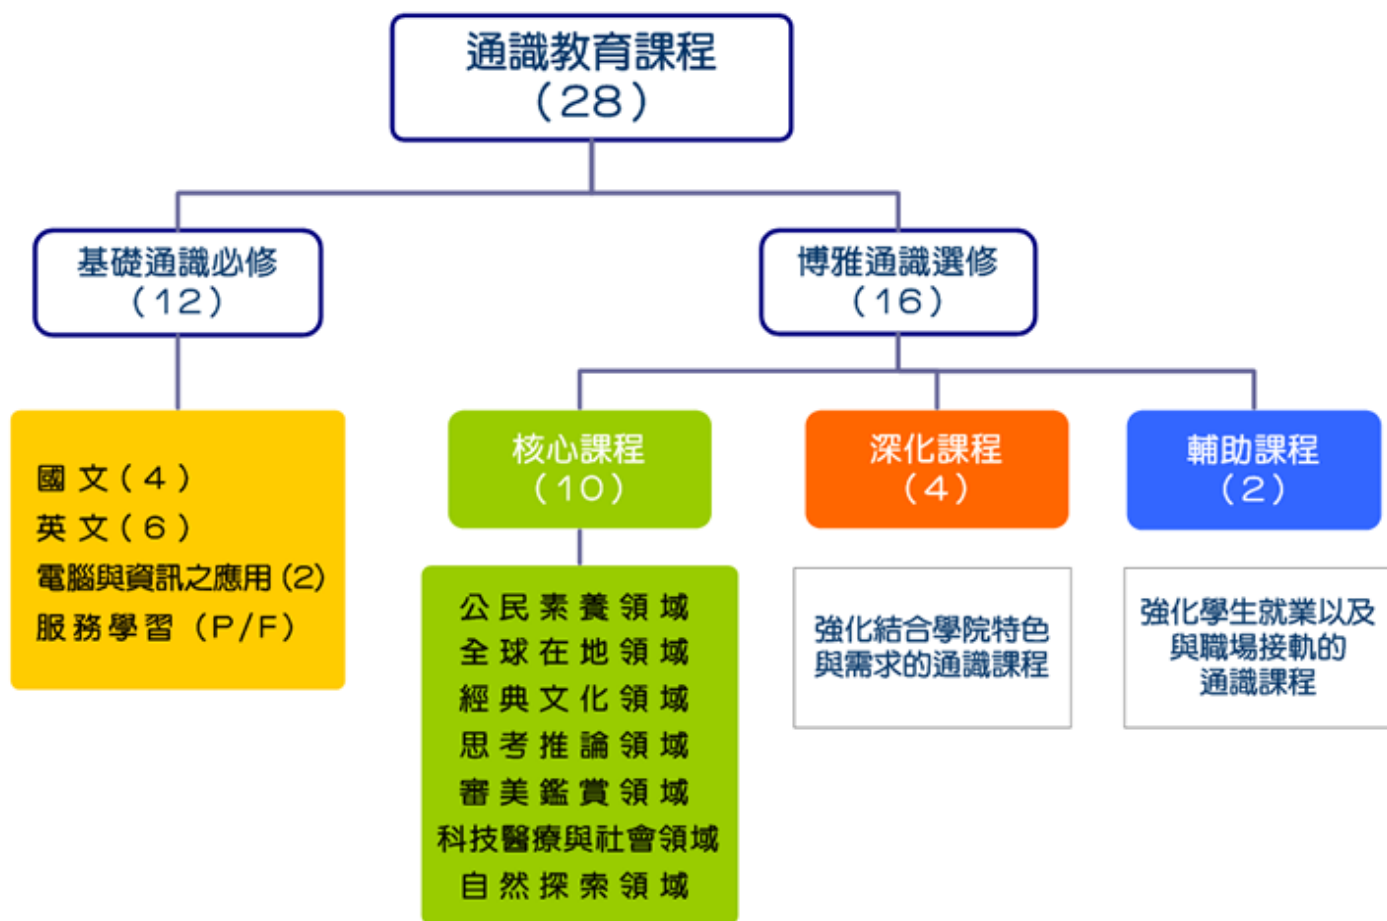 通識教育課程
（28）
基礎通識必修
（12）
博雅通識選修
（16）
國文（4）
英文（6）
電腦與資訊之應用(2)
服務學習（P/F）
核心課程
（10）
公民素養領域
全球在地領域
經典文化領域
思考推論領域
審美鑑賞領域
科技醫療與社會領域
自然探索領域
深化課程
（4）
強化結合學院特色
與需求的通識課程
輔助課程
（2）
強化學生就業以及
與職場接軌的
通識課程